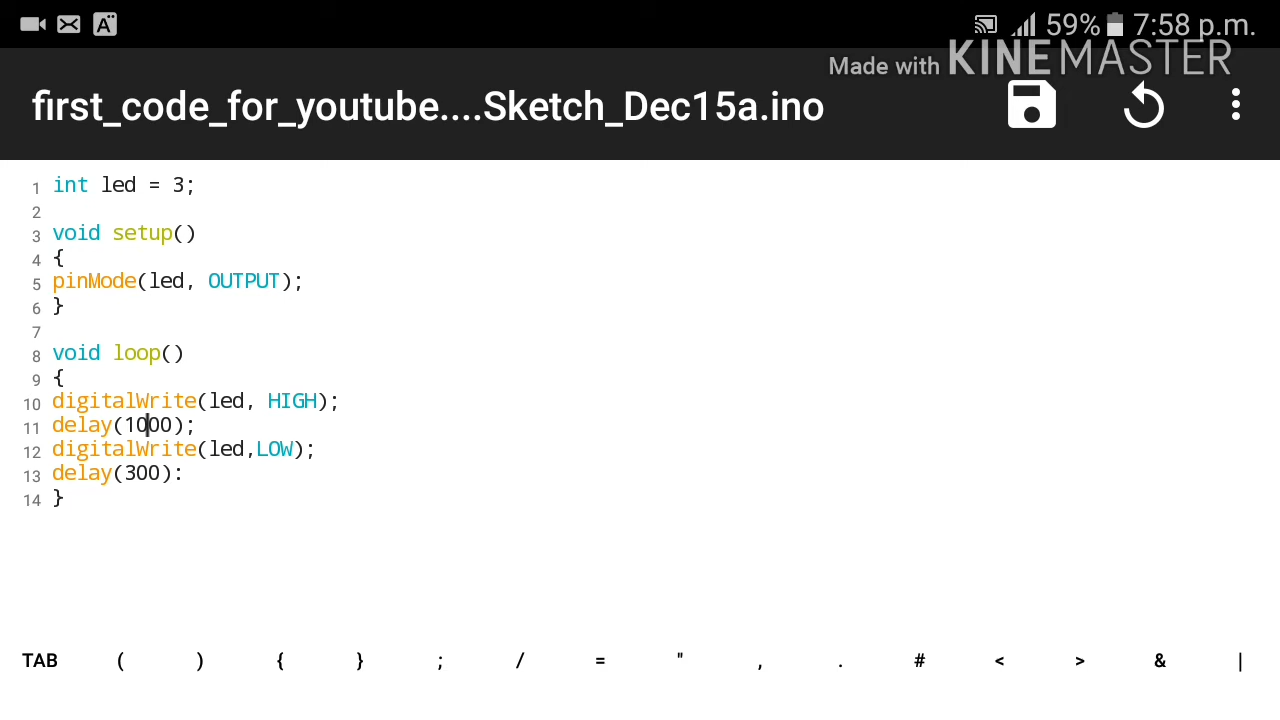 59% 7:58 p.m.
Made with KINEMASTER
first_code_for_youtube....Sketch_Dec15a.ino
1 int led = 3;
2
3 void setup()
4 {
5 pinMode(led, OUTPUT);
6 }
7
8 void loop()
9 {
10 digitalWrite(led, HIGH);
11 delay(1000);
12 digitalWrite(led,LOW);
13 delay(300):
14 }
TAB ( ) { } ; / = " , . # < > & |